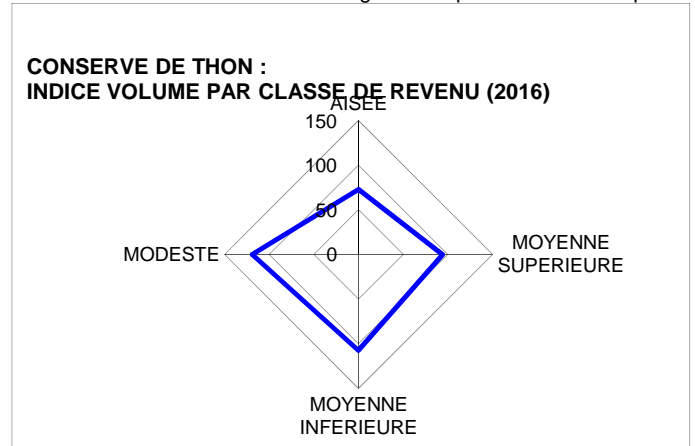 CONSERVE DE THON :
INDICE VOLUME PAR CLASSE DE REVENU (2016)
AISEE
150
100
50
0
MODESTE
MOYENNE
SUPERIEURE
MOYENNE
INFERIEURE